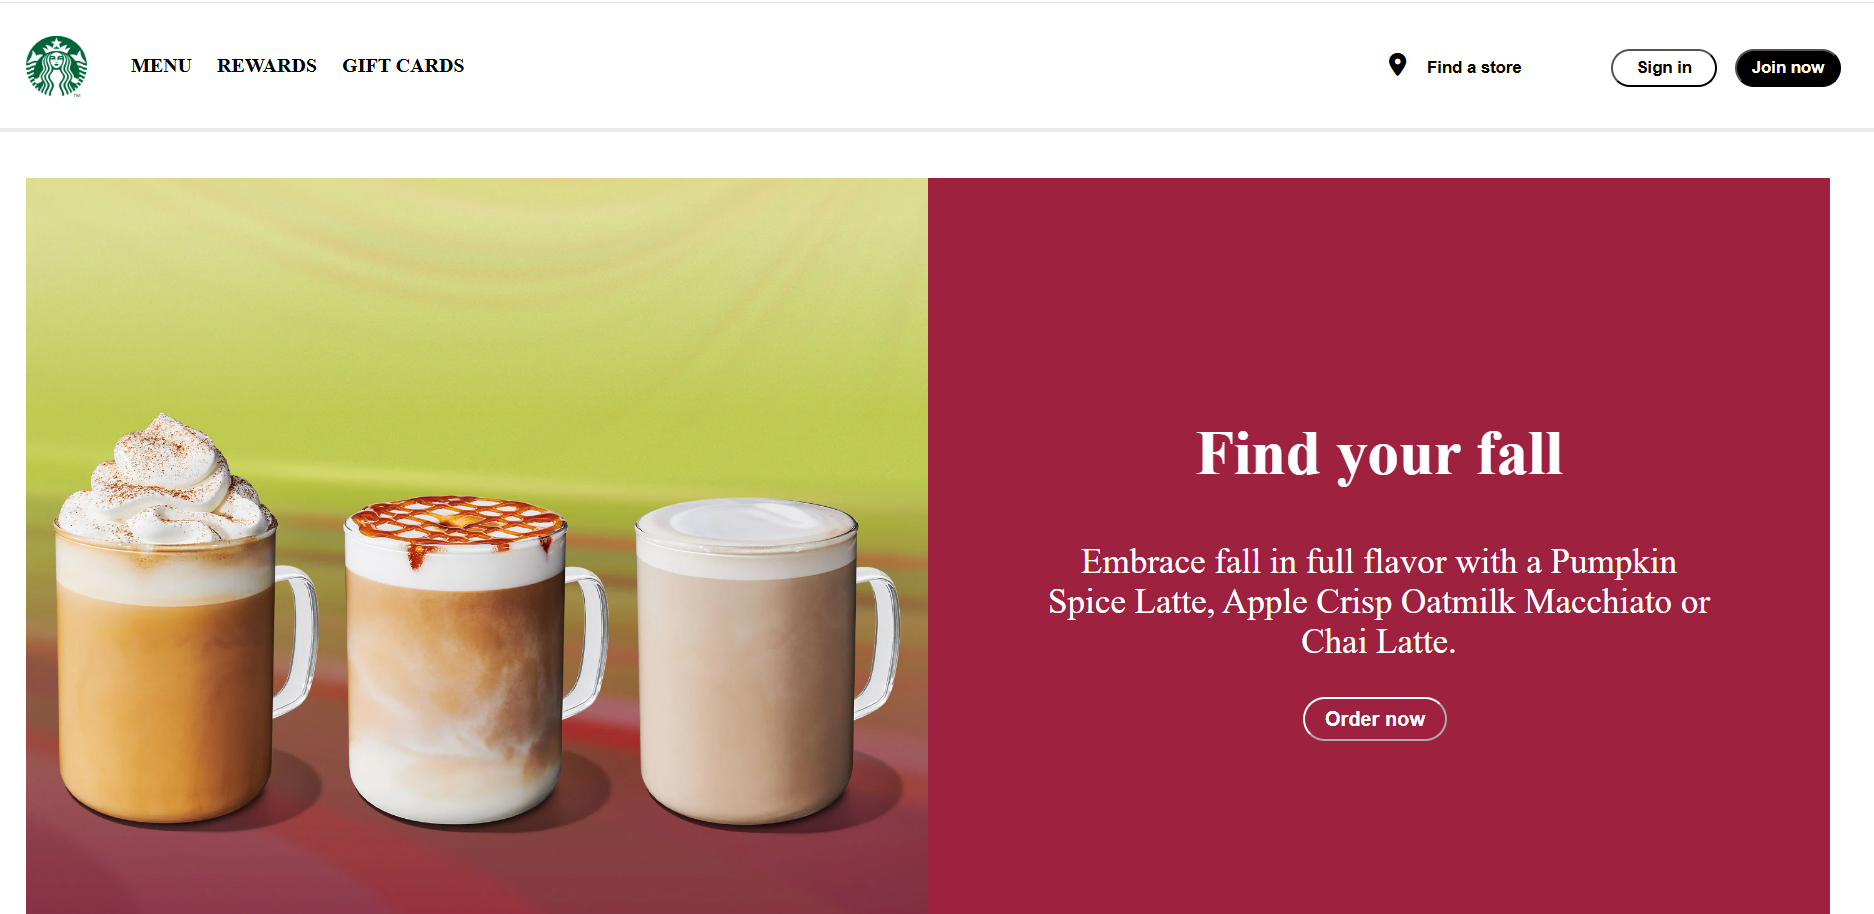 MENU REWARDS GIFT CARDS Find a store Sign in Join now
Find your fall
Embrace fall in full flavor with a Pumpkin
Spice Latte, Apple Crisp Oatmilk Macchiato or
Chai Latte.
Order now